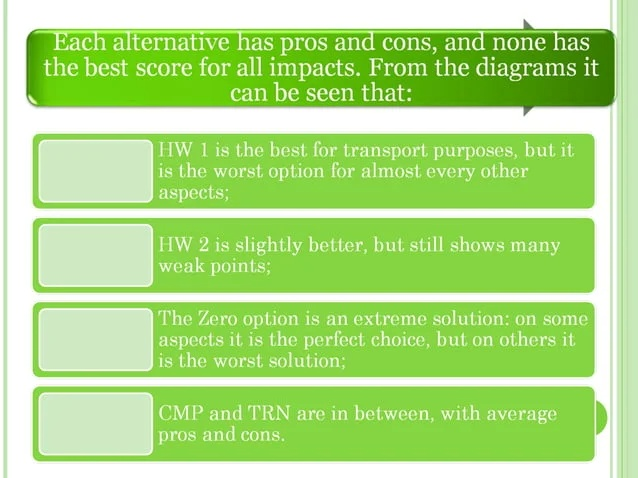 Each alternative has pros and cons, and none has
the best score for all impacts. From the diagrams it
can be seen that:
HW 1 is the best for transport purposes, but it
is the worst option for almost every other
aspects;
HW 2 is slightly better, but still shows many
weak points;
The Zero option is an extreme solution: on some
aspects it is the perfect choice, but on others it
is the worst solution;
CMP and TRN are in between, with average
pros and cons.